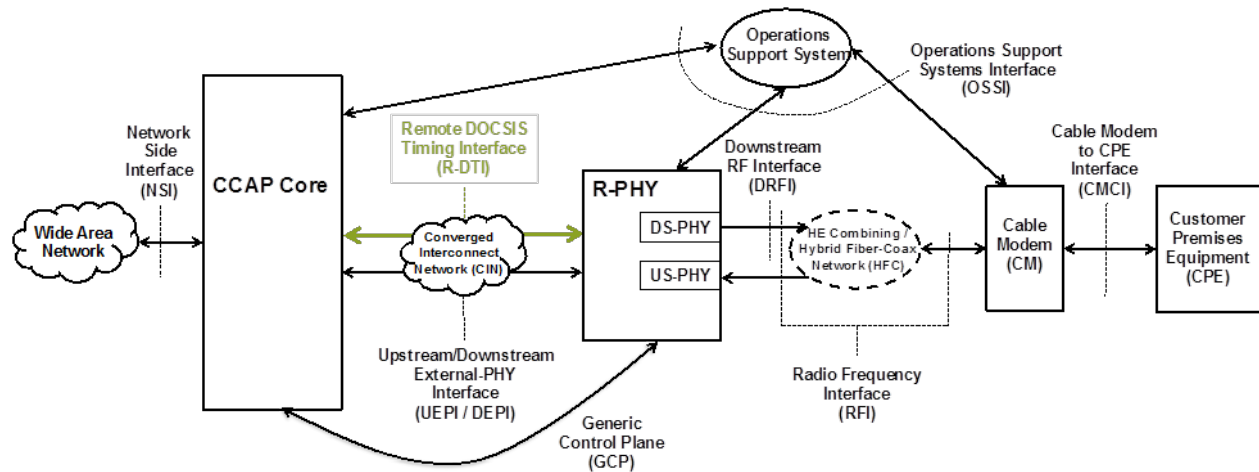 Operations
Support System
Operations Support
Systems Interface
(OSSI)
Network
Side
Interface
(NSI)
CCAP Core
Remote DOCSIS
Timing Interface
(R-DTI)
Downstream
RF Interface
(DRFI)
Cable Modem
to CPE
Interface
(CMCI)
R-PHY
Wide Area
Network
Converged
Interconnect
Network (CIN)
DS-PHY
US-PHY
HE Combining /
Hybrid Fiber-Coax
Network (HFC)
Cable
Modem
(CM)
Customer
Premises
Equipment
(CPE)
Upstream/Downstream
External-PHY
Interface
(UEPI / DEPI)
Radio Frequency
Interface
(RFI)
Generic
Control Plane
(GCP)